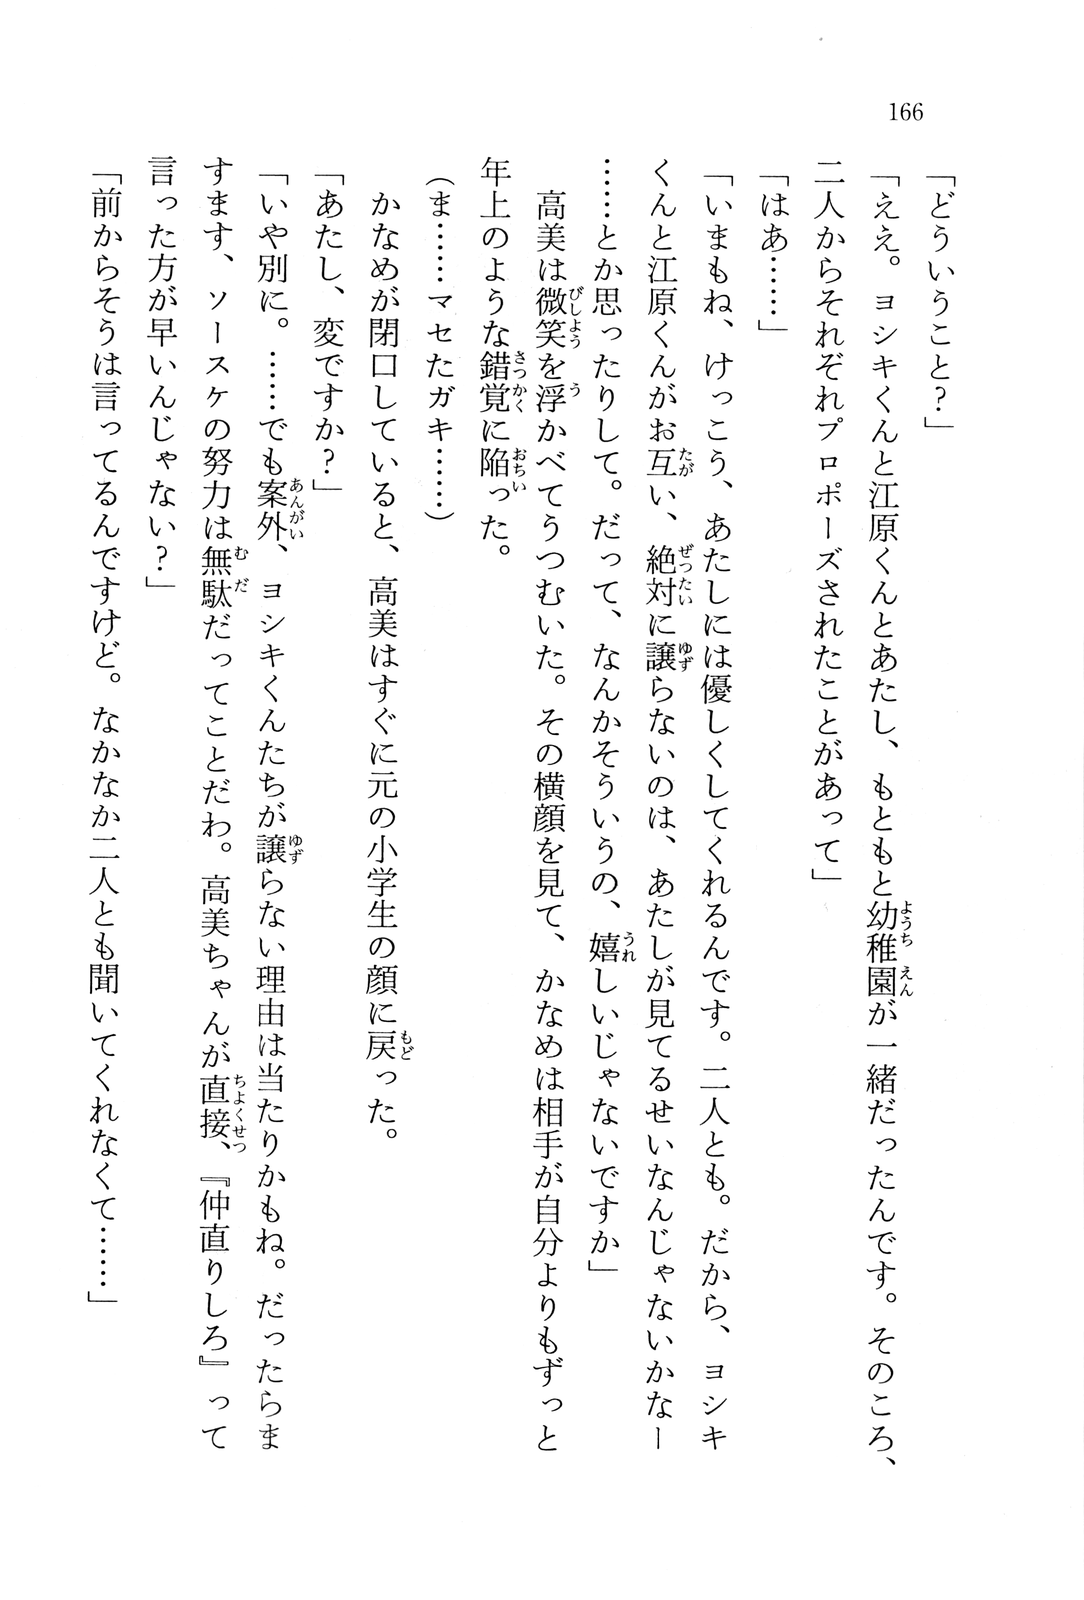 166
「どういうこと？」
「ええ。ヨシキくんと江原くんとあたし、もともと幼稚園が一緒だったんです。そのころ、
二人からそれぞれプロポーズされたことがあって」
「はあ……」
「いまもね、けっこう、あたしには優しくしてくれるんです。二人とも。だから、ヨシキ
くんと江原くんがお互い、絶対に譲らないのは、あたしが見てるせいなんじゃないかなー
……とか思ったりして。だって、なんかそういうの、嬉しいじゃないですか」
　高美は微笑を浮かべてうつむいた。その横顔を見て、かなめは相手が自分よりもずっと
年上のような錯覚に陥った。
（ま……マセたガキ……）
　かなめが閉口していると、高美はすぐに元の小学生の顔に戻った。
「あたし、変ですか？」
「いや別に。……でも案外、ヨシキくんたちが譲らない理由は当たりかもね。だったらま
すます、ソースケの努力は無駄だってことだわ。高美ちゃんが直接、『仲直りしろ』って
言った方が早いんじゃない？」
「前からそうは言ってるんですけど。なかなか二人とも聞いてくれなくて……」